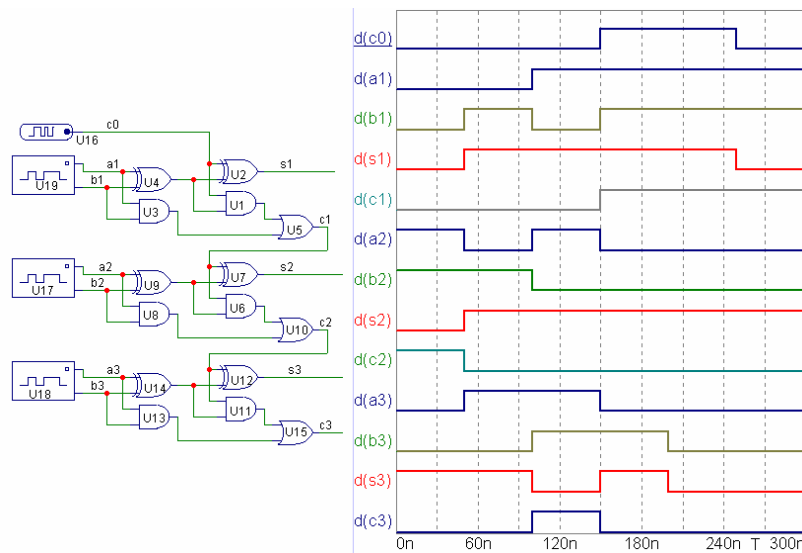 c0
U16
a1
b1
U19
U4
U3
U2
s1
U1
c1
U5
a2
b2
U17
U9
U8
U7
s2
U6
c2
U10
a3
b3
U18
U14
U13
U12
s3
U11
c3
U15
d(c0)
d(a1)
d(b1)
d(s1)
d(c1)
d(a2)
d(b2)
d(s2)
d(c2)
d(a3)
d(b3)
d(s3)
d(c3)
0n 60n 120n 180n 240n T 300n